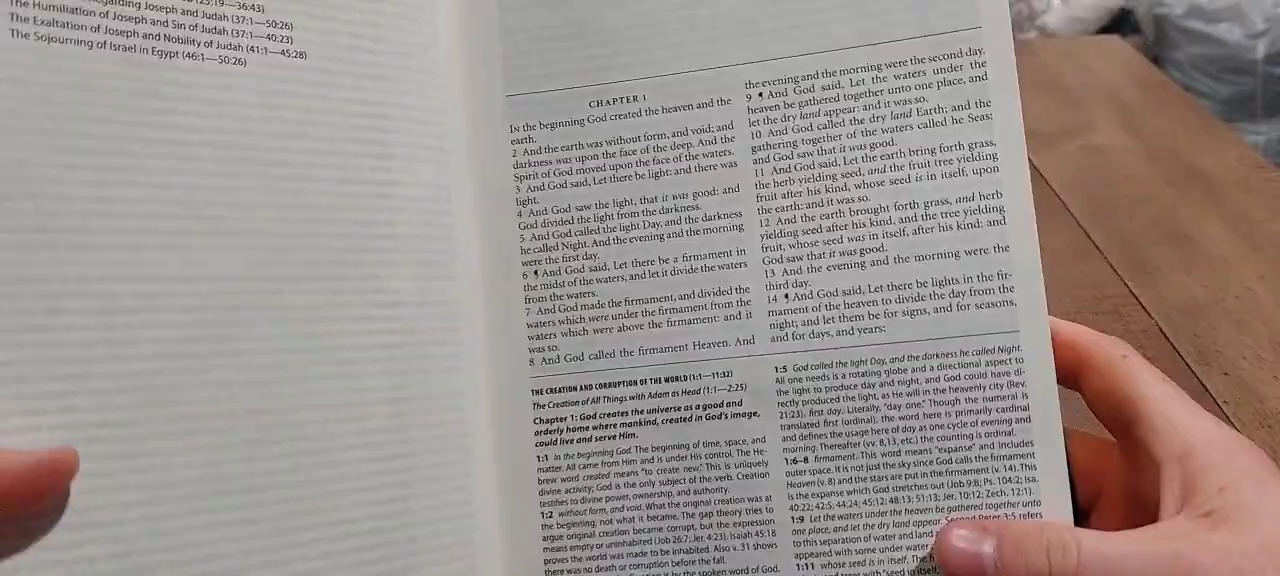 garding Joseph and Judah (37:1—50:26)
The Humiliation of Joseph and Sin of Judah (37:1—40:23)
The Exaltation of Joseph and Nobility of Judah (41:1—45:28)
The Sojourning of Israel in Egypt (46:1—50:26)
CHAPTER 1
IN the beginning God created the heaven and the
earth.
2 And the earth was without form, and void; and
darkness was upon the face of the deep. And the
Spirit of God moved upon the face of the waters.
3 And God said, Let there be light: and there was
light.
4 And God saw the light, that it was good: and
God divided the light from the darkness.
5 And God called the light Day, and the darkness
he called Night. And the evening and the morning
were the first day.
6 ¶ And God said, Let there be a firmament in
the midst of the waters, and let it divide the waters
from the waters.
7 And God made the firmament, and divided the
waters which were under the firmament from the
waters which were above the firmament: and it
was so.
8 And God called the firmament Heaven. And
the evening and the morning were the second day.
9 ¶ And God said, Let the waters under the
heaven be gathered together unto one place, and
let the dry land appear: and it was so.
10 And God called the dry land Earth; and the
gathering together of the waters called he Seas:
and God saw that it was good.
11 And God said, Let the earth bring forth grass,
the herb yielding seed, and the fruit tree yielding
fruit after his kind, whose seed is in itself, upon
the earth: and it was so.
12 And the earth brought forth grass, and herb
yielding seed after his kind, and the tree yielding
fruit, whose seed was in itself, after his kind: and
God saw that it was good.
13 And the evening and the morning were the
third day.
14 ¶ And God said, Let there be lights in the fir-
mament of the heaven to divide the day from the
night; and let them be for signs, and for seasons,
and for days, and years:
THE CREATION AND CORRUPTION OF THE WORLD (1:1—11:32)
The Creation of All Things with Adam as Head (1:1—2:25)
Chapter 1: God creates the universe as a good and
orderly home where mankind, created in God's image,
could live and serve Him.
1:1 In the beginning God. The beginning of time, space, and
matter. All came from Him and is under His control. The He-
brew word created means "to create new." This is uniquely
divine activity; God is the only subject of the verb. Creation
testifies to divine power, ownership, and authority.
1:2 without form, and void. What the original creation was at
the beginning, not what it became. The gap theory tries to
argue original creation became corrupt, but the expression
means empty or uninhabited (Job 26:7; Jer. 4:23). Isaiah 45:18
proves the world was made to be inhabited. Also v. 31 shows
there was no death or corruption before the fall.
is by the spoken word of God.
1:5 God called the light Day, and the darkness he called Night.
All one needs is a rotating globe and a directional aspect to
the light to produce day and night, and God could have di-
rectly produced the light, as he will in the heavenly city (Rev.
21:23). first day. Literally, "day one." Though the numeral is
translated first (ordinal), the word here is primarily cardinal
and defines the usage here of day as one cycle of evening and
morning. Thereafter (vv. 8,13, etc.) the counting is ordinal.
1:6–8 firmament. This word means "expanse" and includes
outer space. It is not just the sky since God calls the firmament
Heaven (v. 8) and the stars are put in the firmament (v. 14). This
is the expanse which God stretches out (Job 9:8; Ps. 104:2; Isa.
40:22; 42:5; 44:24; 45:12; 48:13; 51:13; Jer. 10:12; Zech. 12:1).
1:9 Let the waters under the heaven be gathered together unto
one place, and let the dry land appear. Second Peter 3:5 refers
to this separation of water and land
appeared with some under water
1:11 whose seed is in itself. The
with "seed in itself,